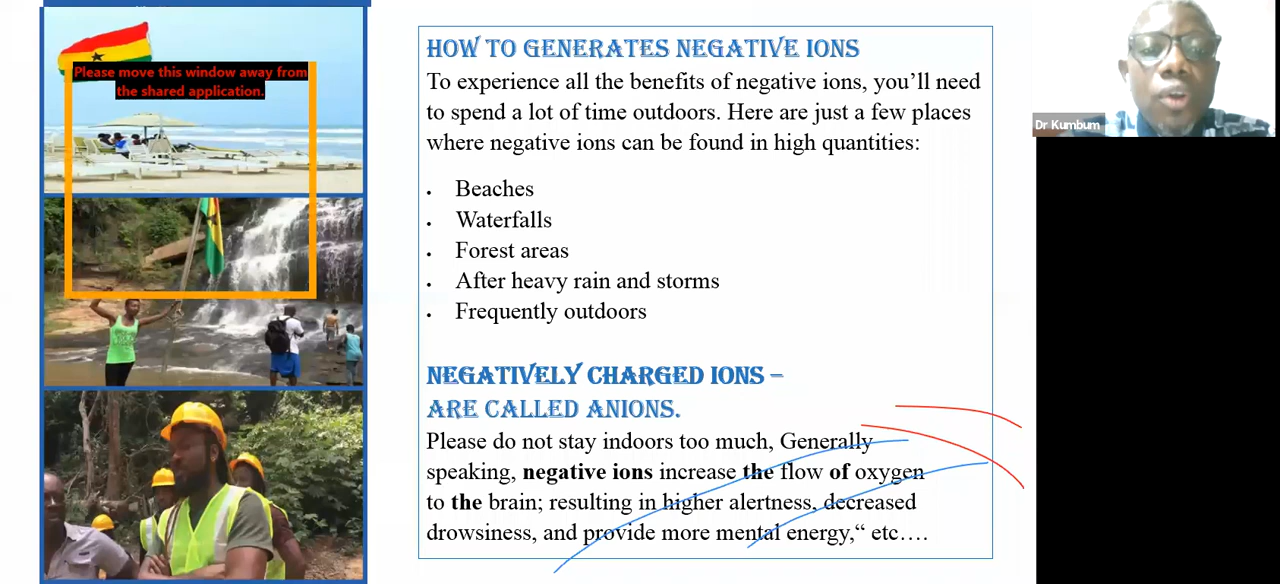 Please move this window away from
the shared application.
HOW TO GENERATES NEGATIVE IONS
To experience all the benefits of negative ions, you’ll need
to spend a lot of time outdoors. Here are just a few places
where negative ions can be found in high quantities:
• Beaches
• Waterfalls
• Forest areas
• After heavy rain and storms
• Frequently outdoors
NEGATIVELY CHARGED IONS –
ARE CALLED ANIONS.
Please do not stay indoors too much, Generally
speaking, negative ions increase the flow of oxygen
to the brain; resulting in higher alertness, decreased
drowsiness, and provide more mental energy,“ etc….
Dr Kumbum